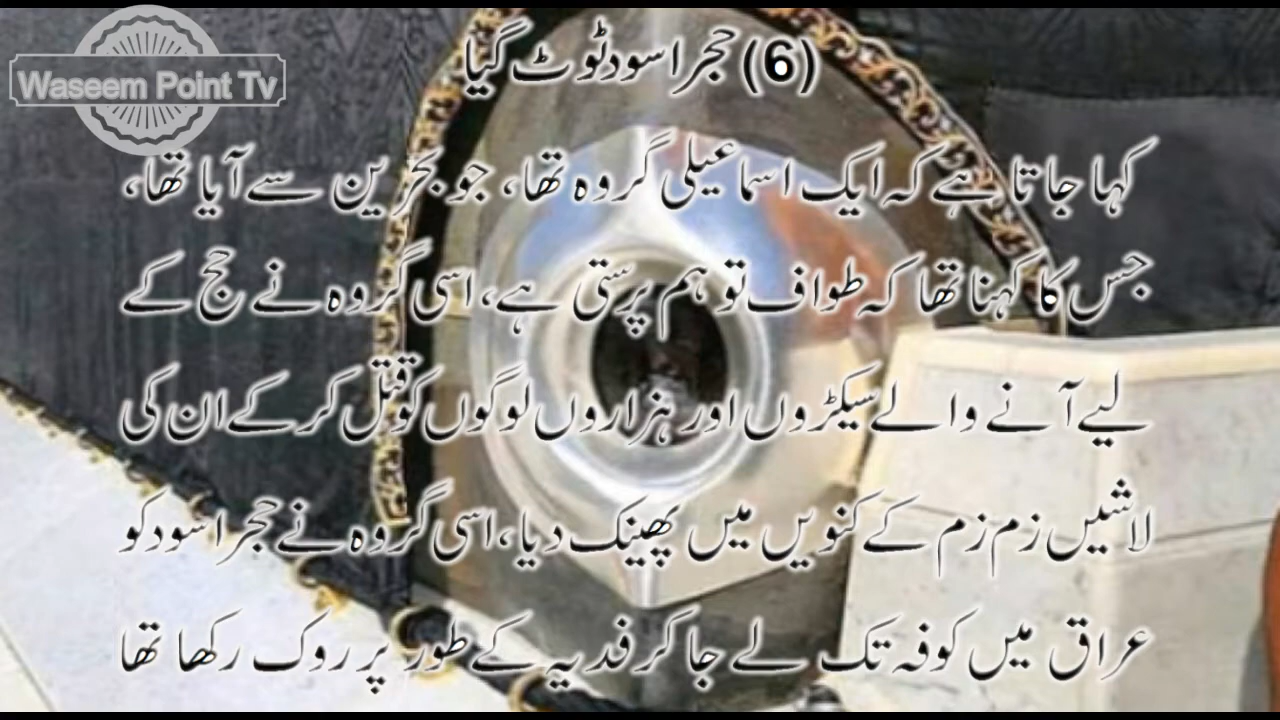 Waseem Point Tv
(6) حجر اسود ٹوٹ گیا
کہا جاتا ہے کہ ایک اسماعیلی گروہ تھا، جو بحرین سے آیا تھا،
جس کا کہنا تھا کہ طواف تو ہم پرستی ہے، اسی گروہ نے حج کے
لیے آنے والے سیکڑوں اور ہزاروں لوگوں کو قتل کر کے ان کی
لاشیں زم زم کے کنویں میں پھینک دیا، اسی گروہ نے حجر اسود کو
عراق میں کوفہ تک لے جا کر فدیہ کے طور پر روک رکھا تھا